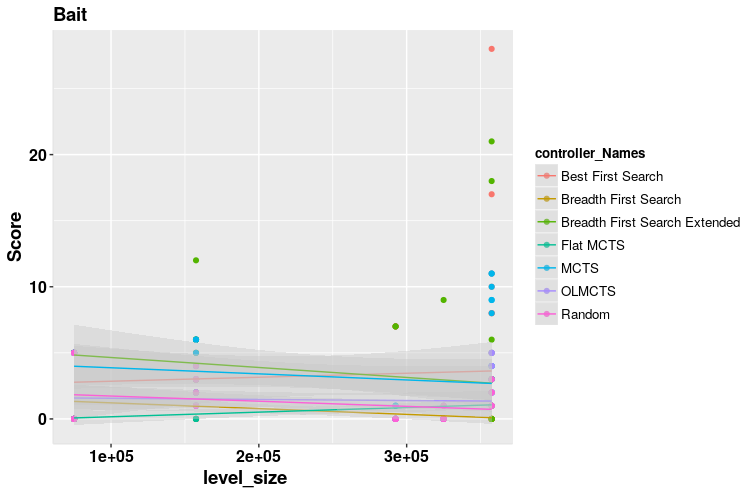 Bait
Score
20
10
0
1e+05 2e+05 3e+05
level_size
controller_Names
Best First Search
Breadth First Search
Breadth First Search Extended
Flat MCTS
MCTS
OLMCTS
Random